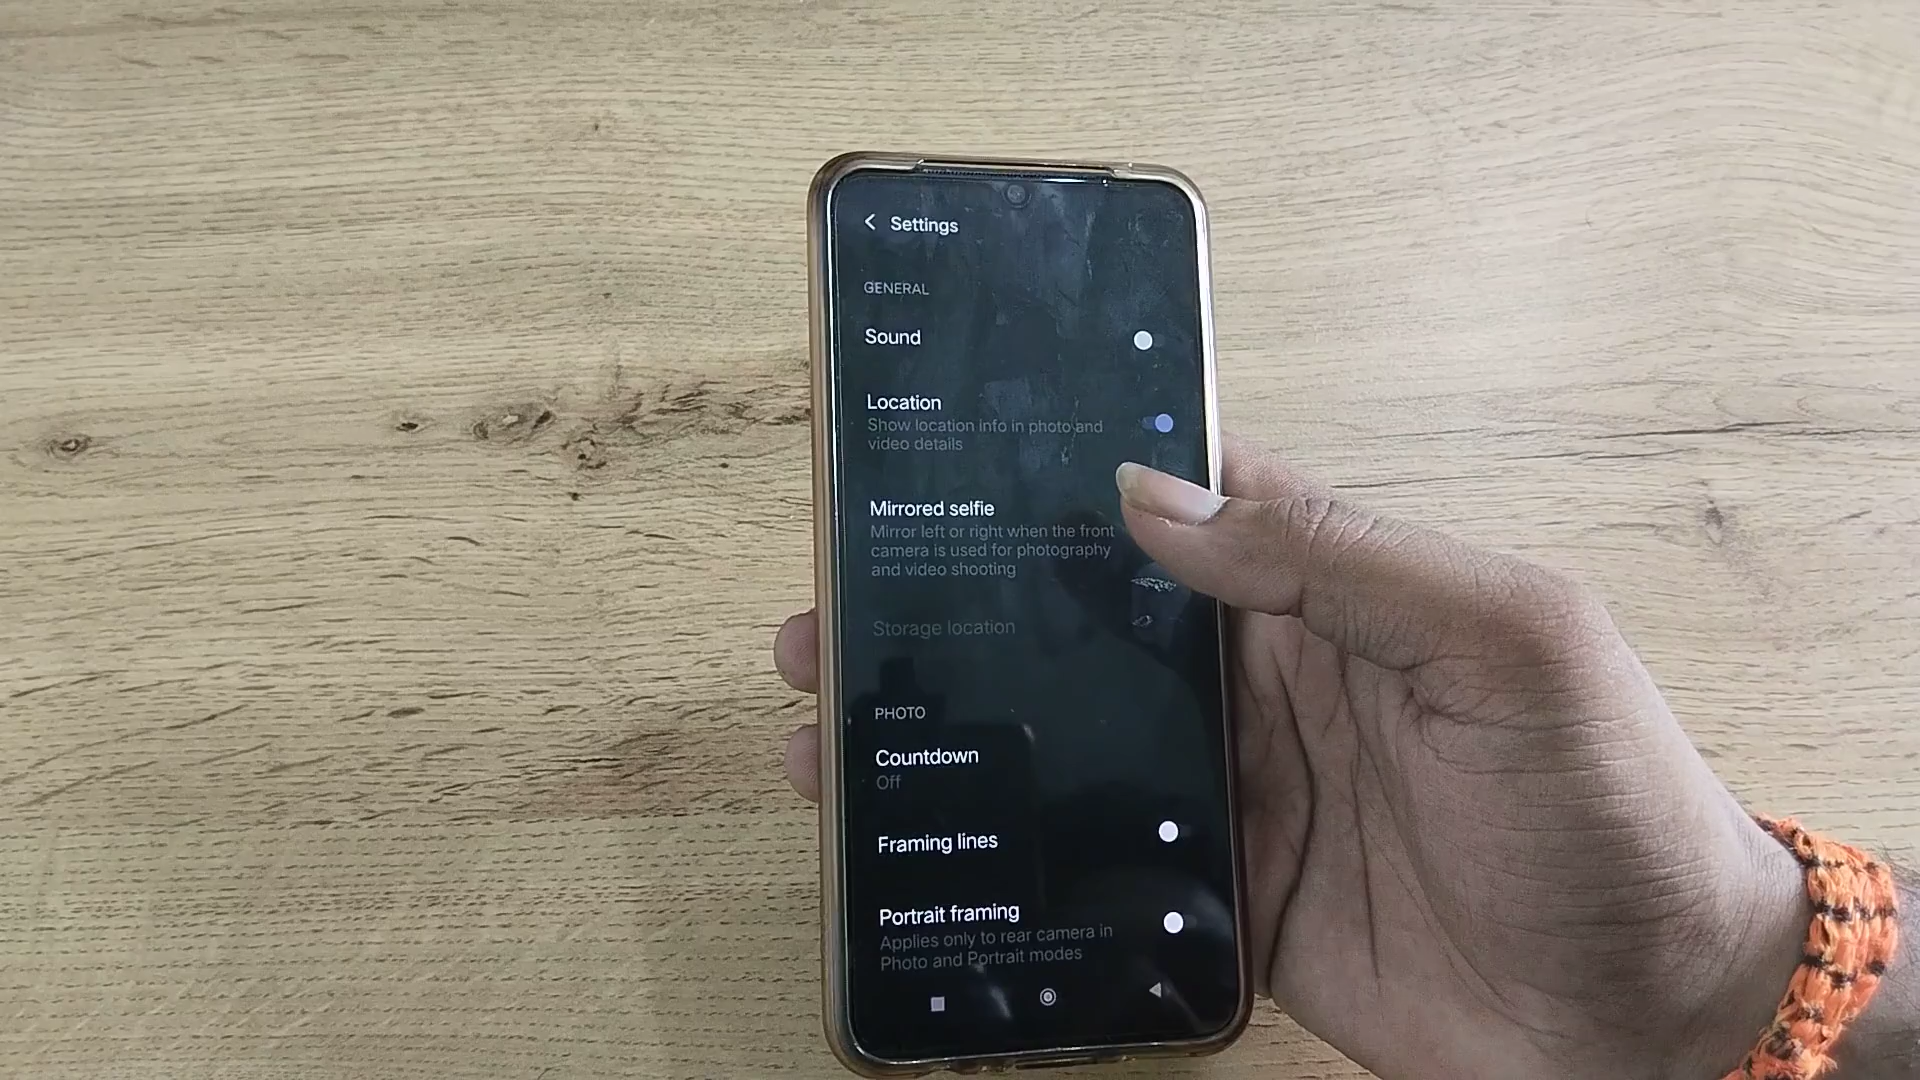 Settings
GENERAL
Sound
Location
Show location info in photo and
video details
Mirrored selfie
Mirror left or right when the front
camera is used for photography
and video shooting
Storage location
PHOTO
Countdown
Off
Framing lines
Portrait framing
Applies only to rear camera in
Photo and Portrait modes